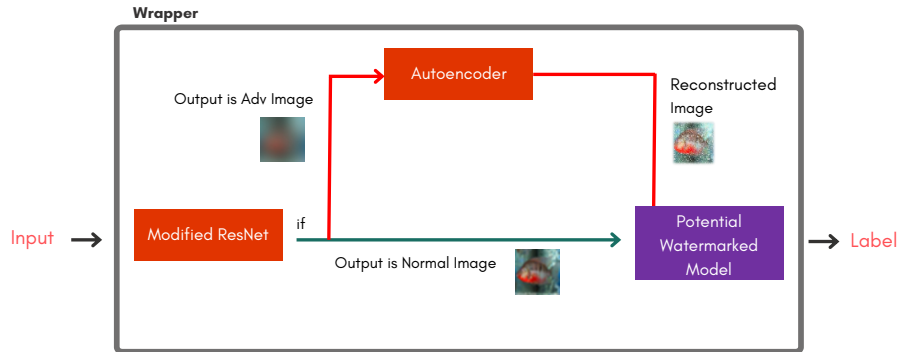 Wrapper
Autoencoder
Output is Adv Image
Reconstructed
Image
Input
Modified ResNet
if
Output is Normal Image
Potential
Watermarked
Model
Label